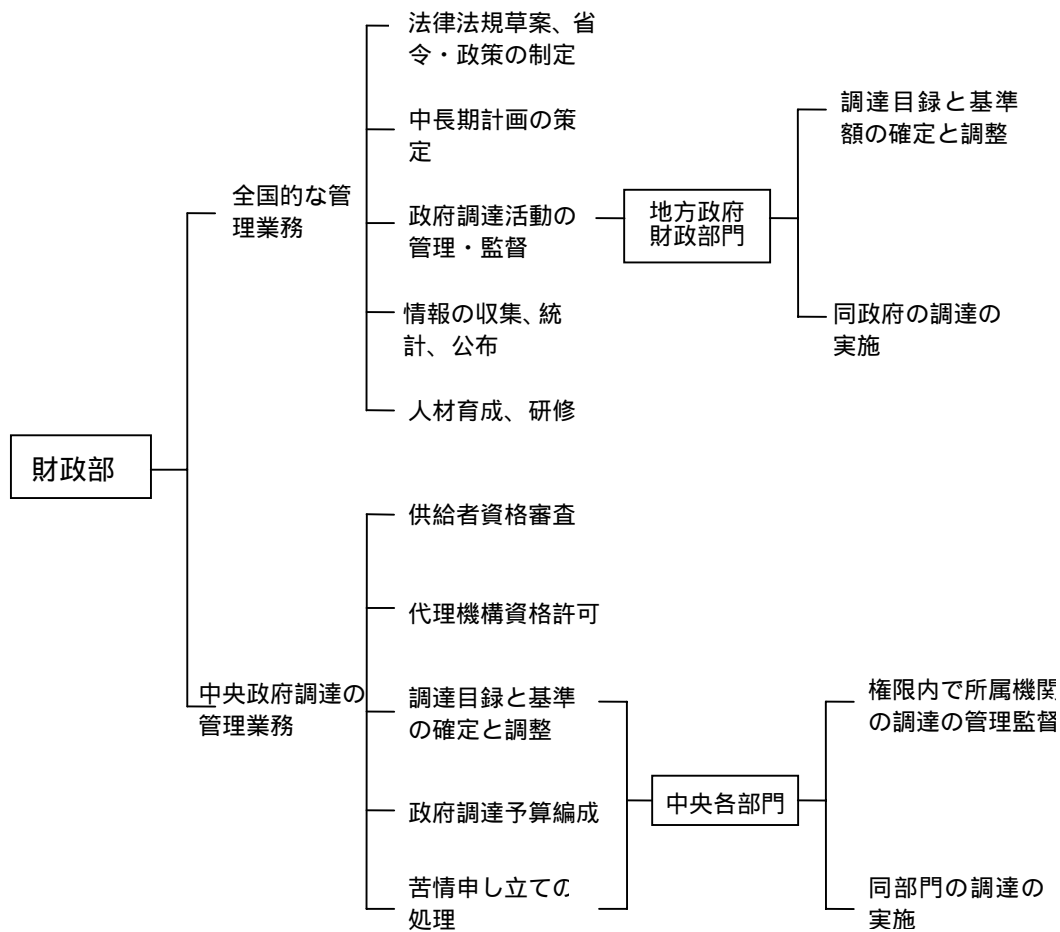 法律法規草案、省
令・政策の制定
中長期計画の策
定
全国的な管
理業務
政府調達活動の
管理・監督
地方政府
財政部門
調達目録と基準
額の確定と調整
同政府の調達の
実施
情報の収集、統
計、公布
人材育成、研修
財政部
供給者資格審査
代理機構資格許可
中央政府調達の
管理業務
調達目録と基準
の確定と調整
政府調達予算編成
苦情申し立ての
処理
中央各部門
権限内で所属機関
の調達の管理監督
同部門の調達の
実施